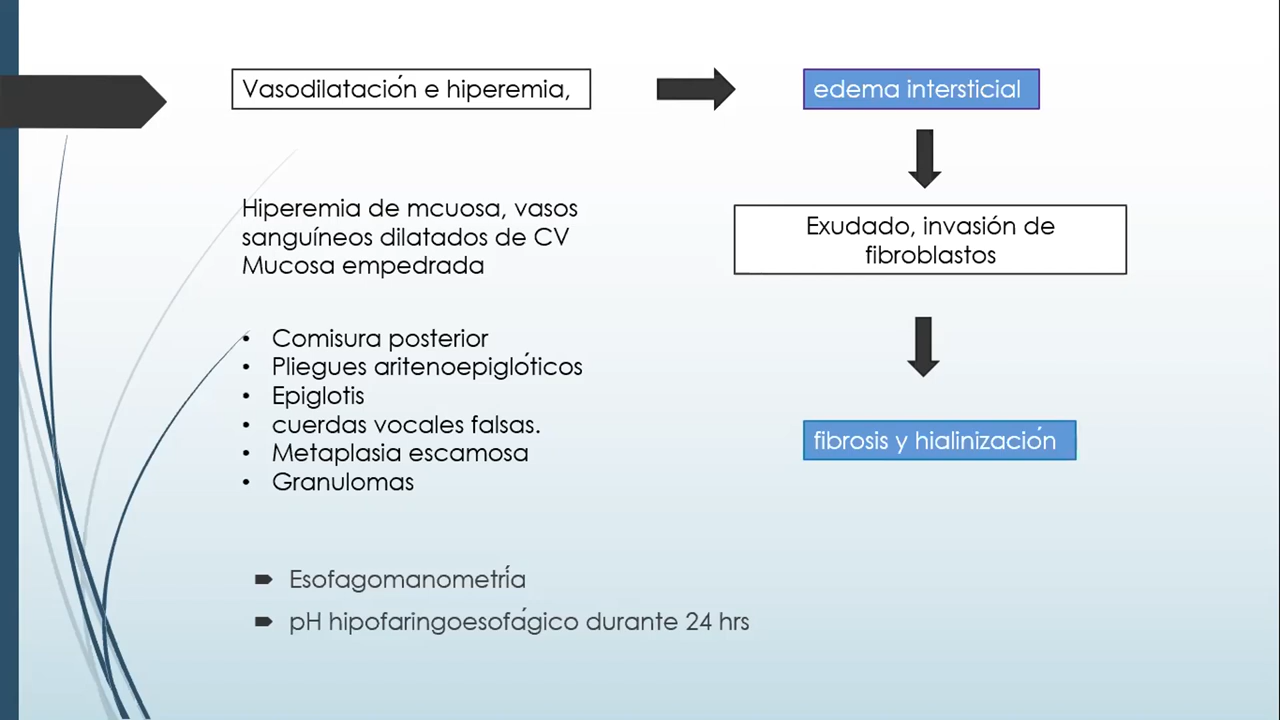 Vasodilatación e hiperemia,
edema intersticial
Hiperemia de mcuosa, vasos
sanguíneos dilatados de CV
Mucosa empedrada
Exudado, invasión de
fibroblastos
• Comisura posterior
• Pliegues aritenoepiglóticos
• Epiglotis
• cuerdas vocales falsas.
• Metaplasia escamosa
• Granulomas
fibrosis y hialinización
Esofagomanometría
pH hipofaringoesofágico durante 24 hrs